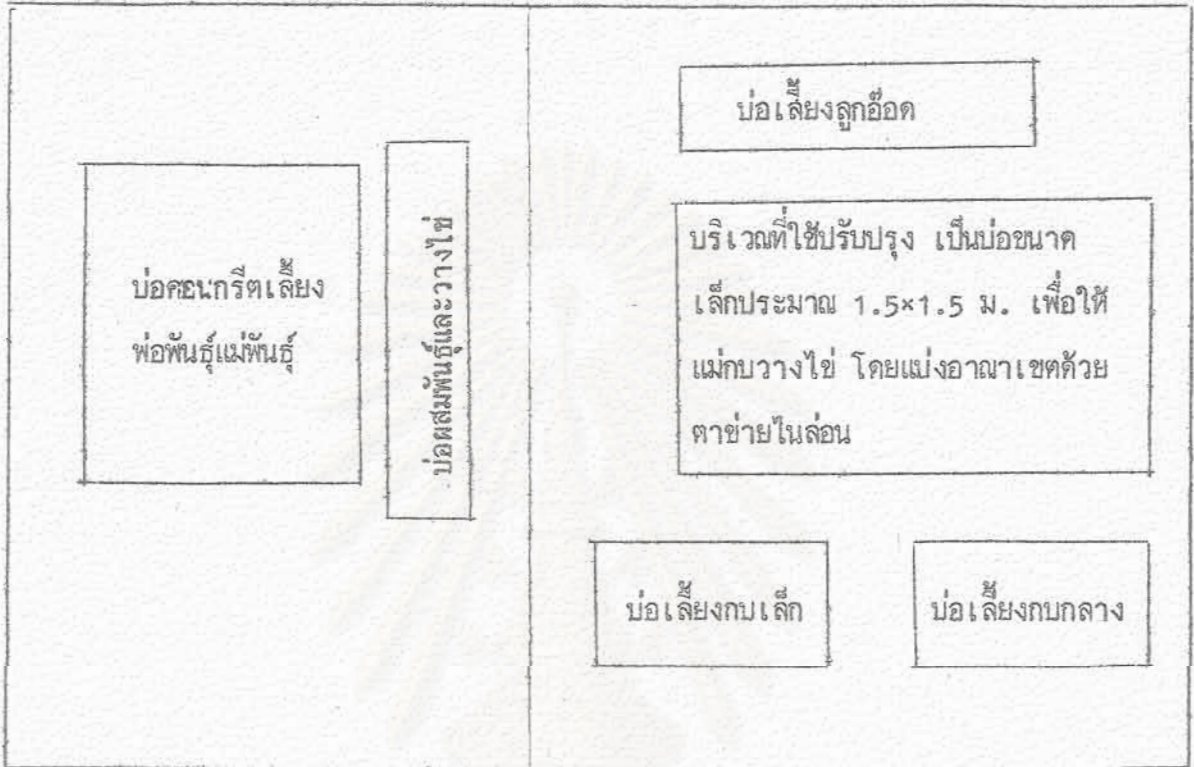 บ่อคอนกรีตเลี้ยง
พ่อพันธุ์แม่พันธุ์
บ่อผสมพันธุ์และวางไข่
บ่อเลี้ยงลูกอ๊อด
บริเวณที่ใช้ปรับปรุง เป็นบ่อขนาด
เล็กประมาณ 1.5×1.5 ม. เพื่อให้
แม่กบวางไข่ โดยแบ่งอาณาเขตด้วย
ตาข่ายไนล่อน
บ่อเลี้ยงกบเล็ก
บ่อเลี้ยงกบกลาง